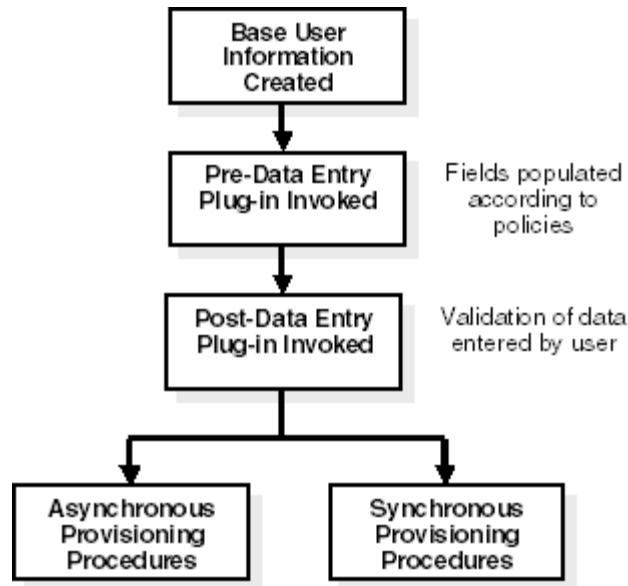 Base User
Information
Created
Pre-Data Entry
Plug-in Invoked
Fields populated
according to
policies
Post-Data Entry
Plug-in Invoked
Validation of data
entered by user
Asynchronous
Provisioning
Procedures
Synchronous
Provisioning
Procedures